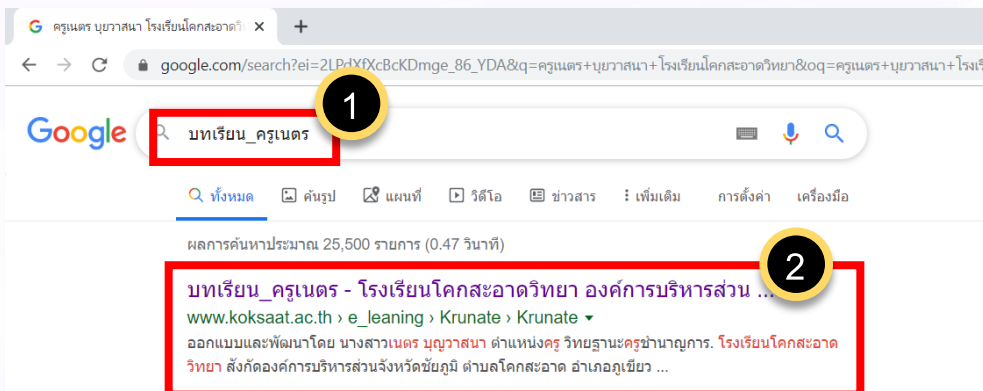 ครูเนตร บุยวาสนา โรงเรียนโคกสะอาดวิ
google.com/search?ei=2LPdXfXcBcKDmge_86_YDA&q=ครูเนตร+บุยวาสนา+โรงเรียนโคกสะอาดวิทยา&oq=ครูเนตร+บุยวาสนา+โรงเรี
1
Google
บทเรียน_ครูเนตร
ทั้งหมด ค้นรูป แผนที่ วิดีโอ ข่าวสาร เพิ่มเติม การตั้งค่า เครื่องมือ
ผลการค้นหาประมาณ 25,500 รายการ (0.47 วินาที)
2
บทเรียน_ครูเนตร - โรงเรียนโคกสะอาดวิทยา องค์การบริหารส่วน ...
www.koksaat.ac.th › e_leaning › Krunate › Krunate
ออกแบบและพัฒนาโดย นางสาวเนตร บุญวาสนา ตำแหน่งครู วิทยฐานะครูชำนาญการ. โรงเรียนโคกสะอาด
วิทยา สังกัดองค์การบริหารส่วนจังหวัดชัยภูมิ ตำบลโคกสะอาด อำเภอภูเขียว ...